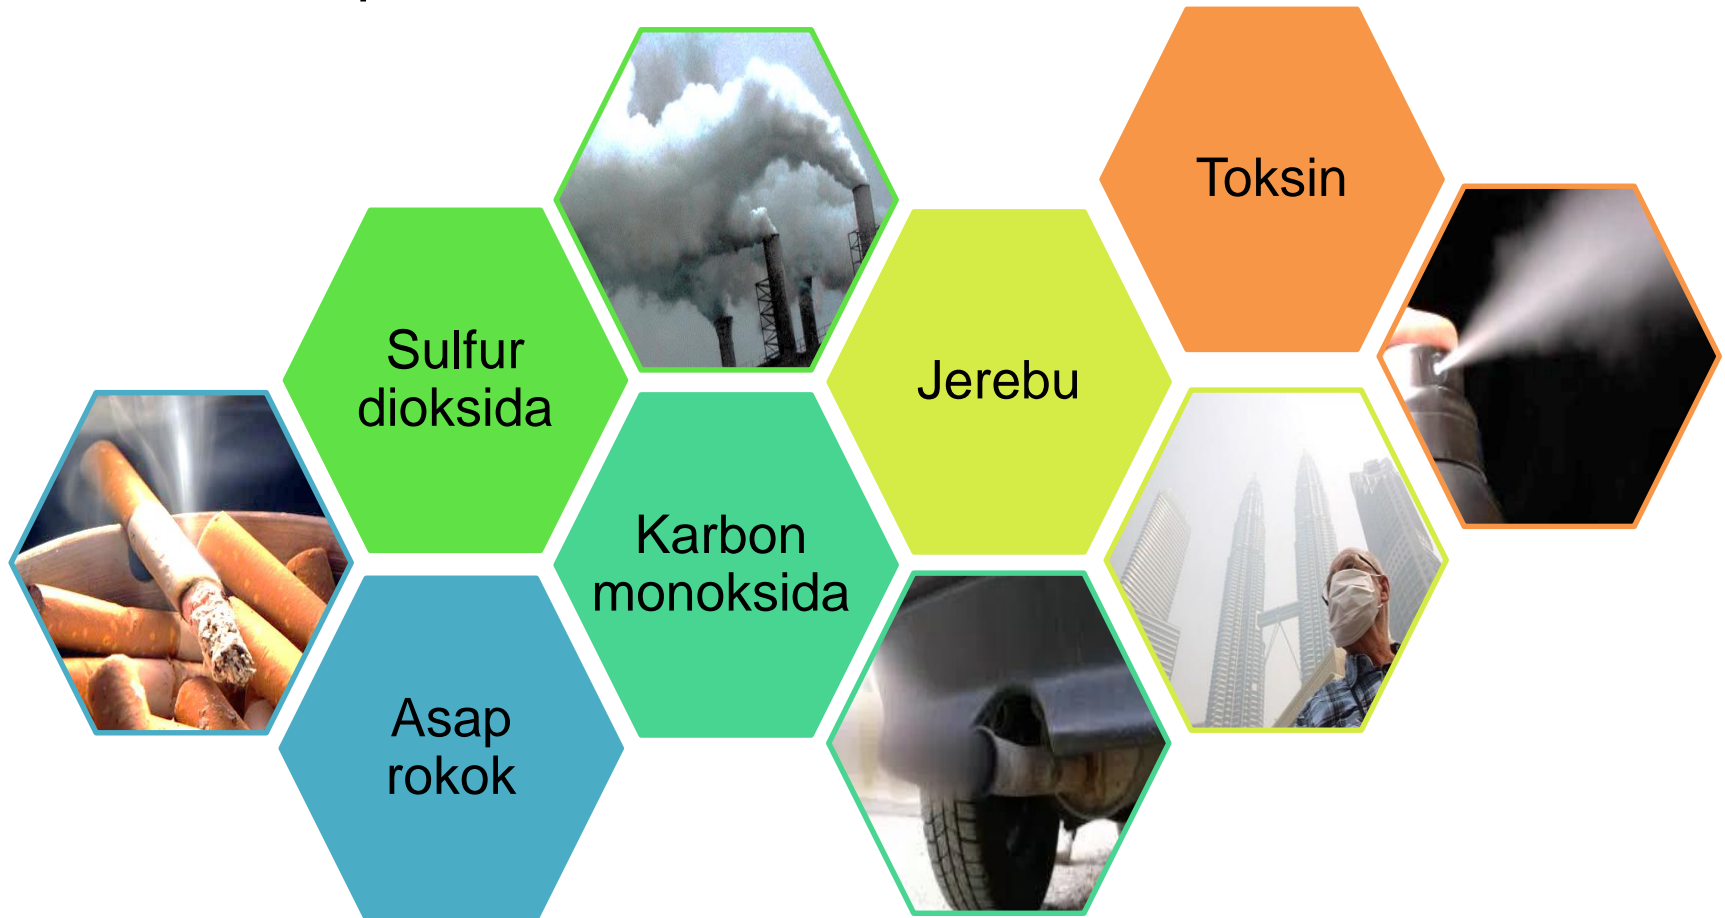 Toksin
Sulfur
dioksida
Jerebu
Karbon
monoksida
Asap
rokok